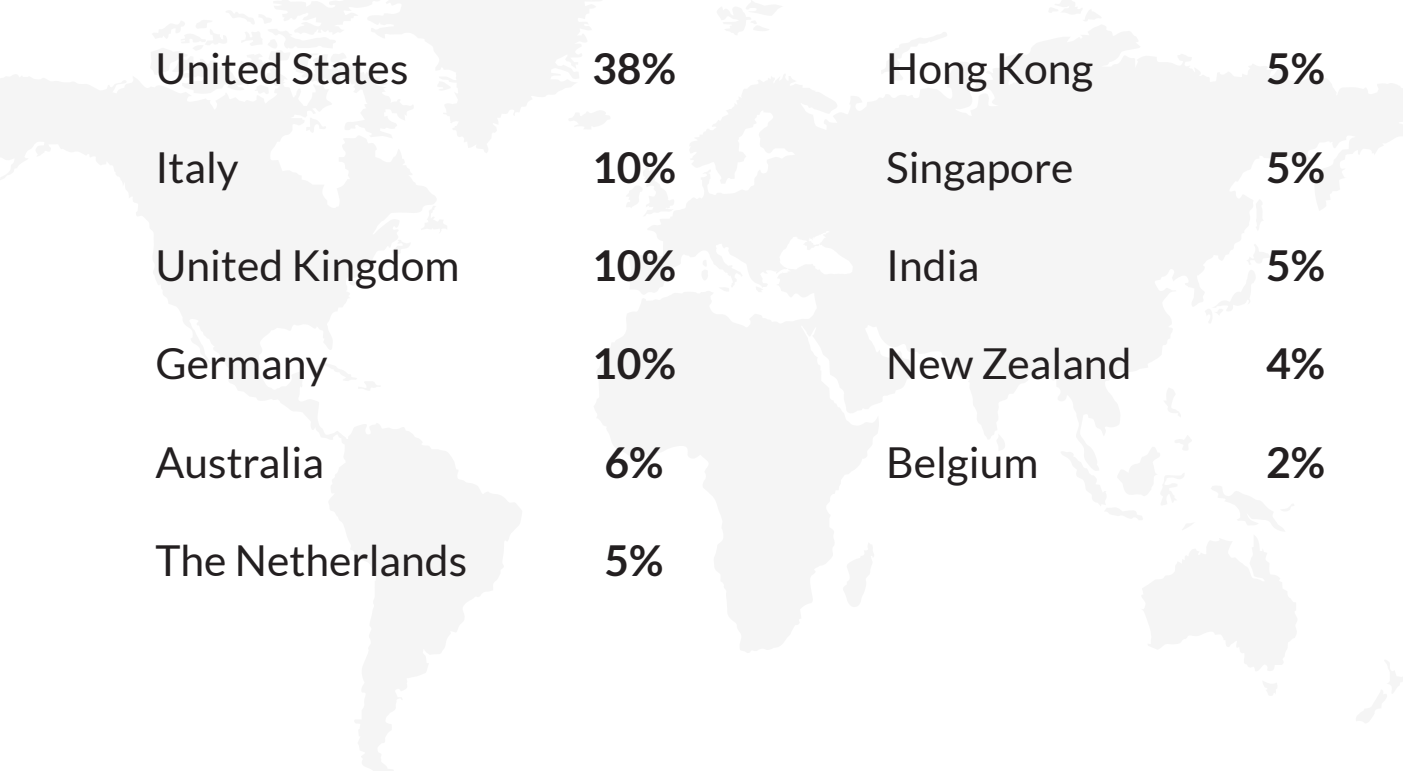 United States 38%
Italy 10%
United Kingdom 10%
Germany 10%
Australia 6%
The Netherlands 5%
Hong Kong 5%
Singapore 5%
India 5%
New Zealand 4%
Belgium 2%